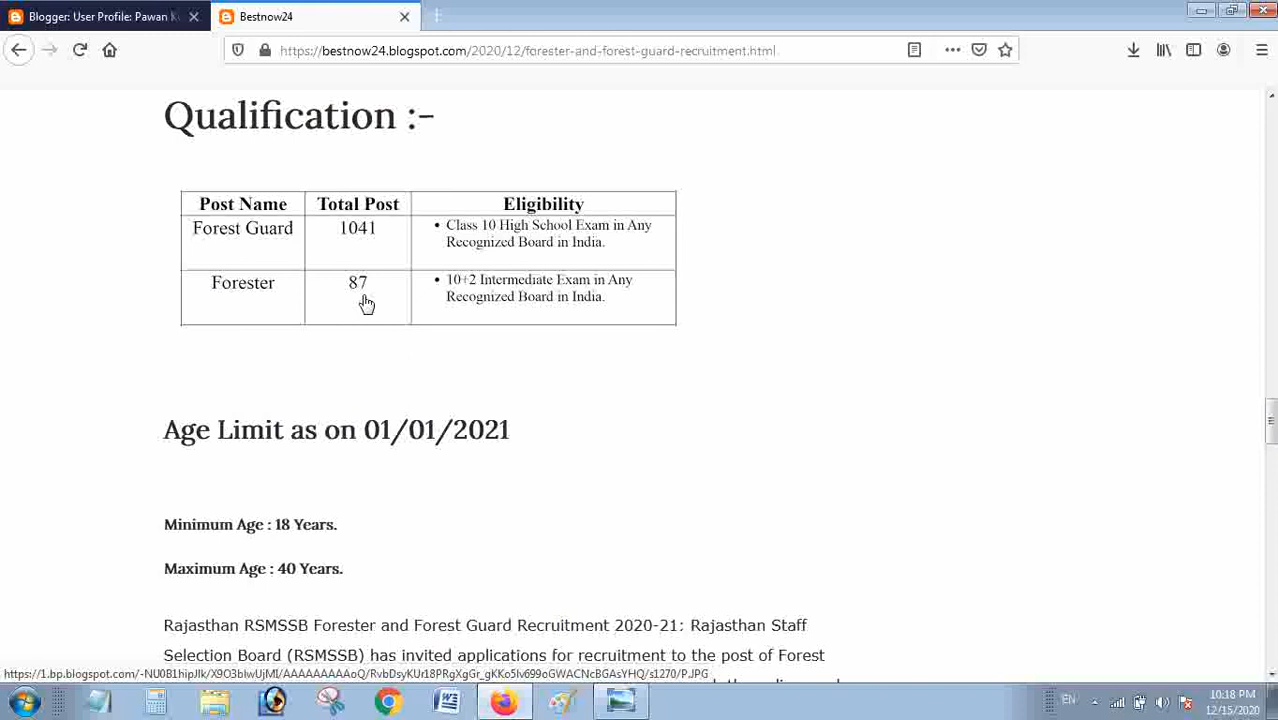 Blogger: User Profile: Pawan
Bestnow24
https://bestnow24.blogspot.com/2020/12/forester-and-forest-guard-recruitment.html
Qualification :-
Post Name Total Post Eligibility
Forest Guard 1041 • Class 10 High School Exam in Any
Recognized Board in India.
Forester 87 • 10+2 Intermediate Exam in Any
Recognized Board in India.
Age Limit as on 01/01/2021
Minimum Age : 18 Years.
Maximum Age : 40 Years.
Rajasthan RSMSSB Forester and Forest Guard Recruitment 2020-21: Rajasthan Staff
Selection Board (RSMSSB) has invited applications for recruitment to the post of Forest
EN
10:18 PM
12/15/2020